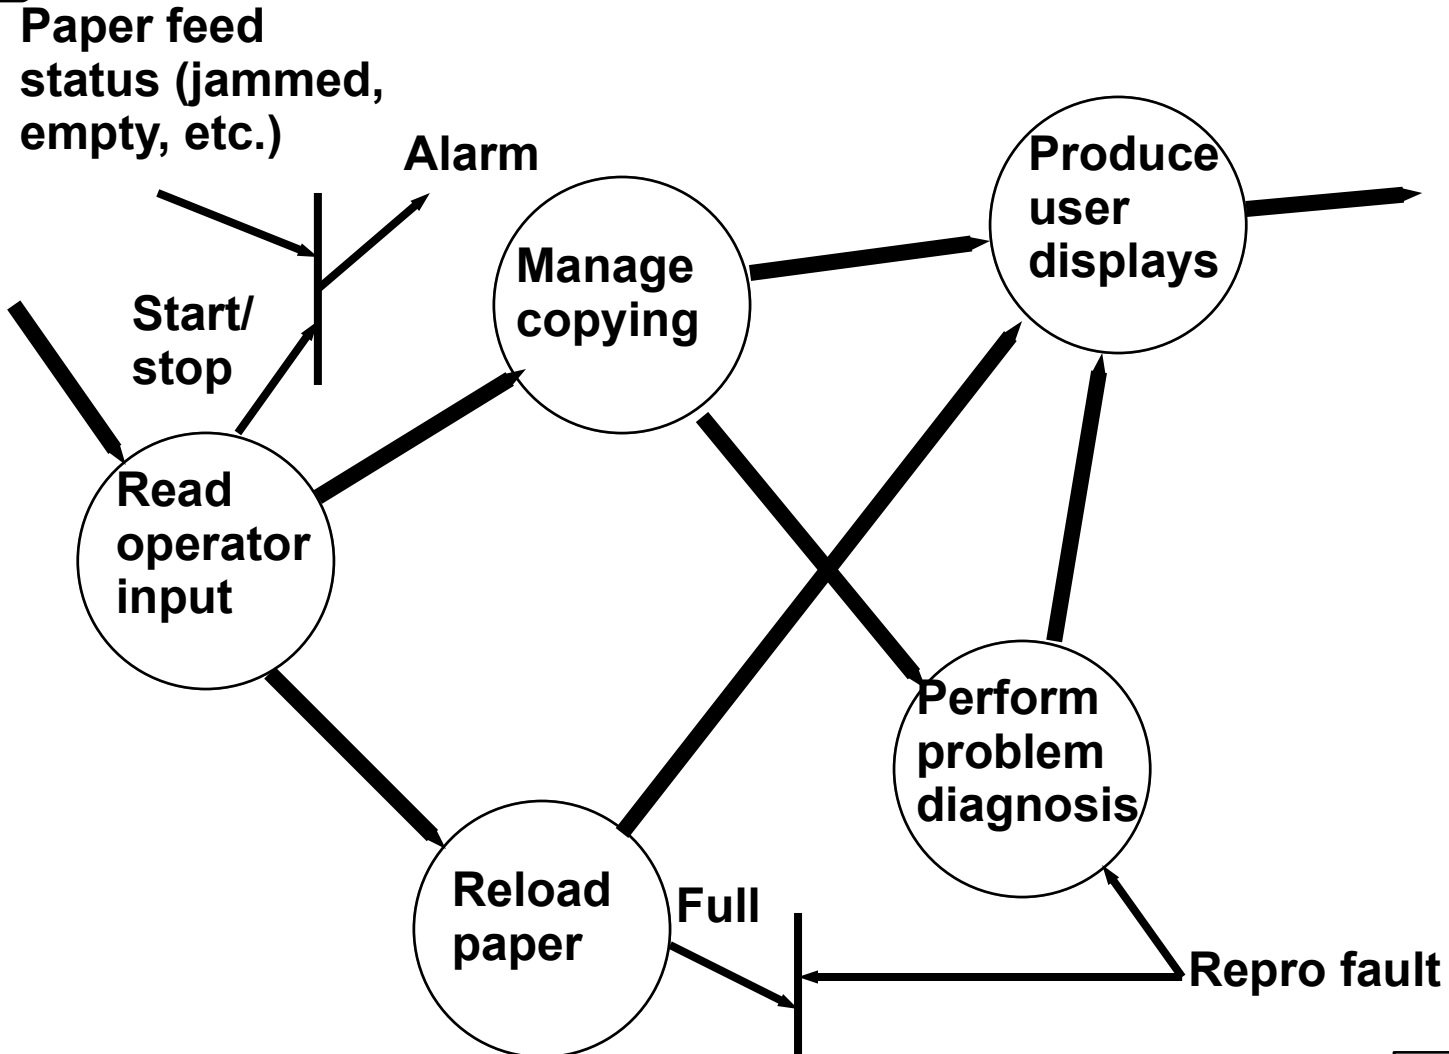 Paper feed
status (jammed,
empty, etc.)
Alarm
Produce
user
displays
Manage
copying
Start/
stop
Read
operator
input
Perform
problem
diagnosis
Reload
paper
Full
Repro fault